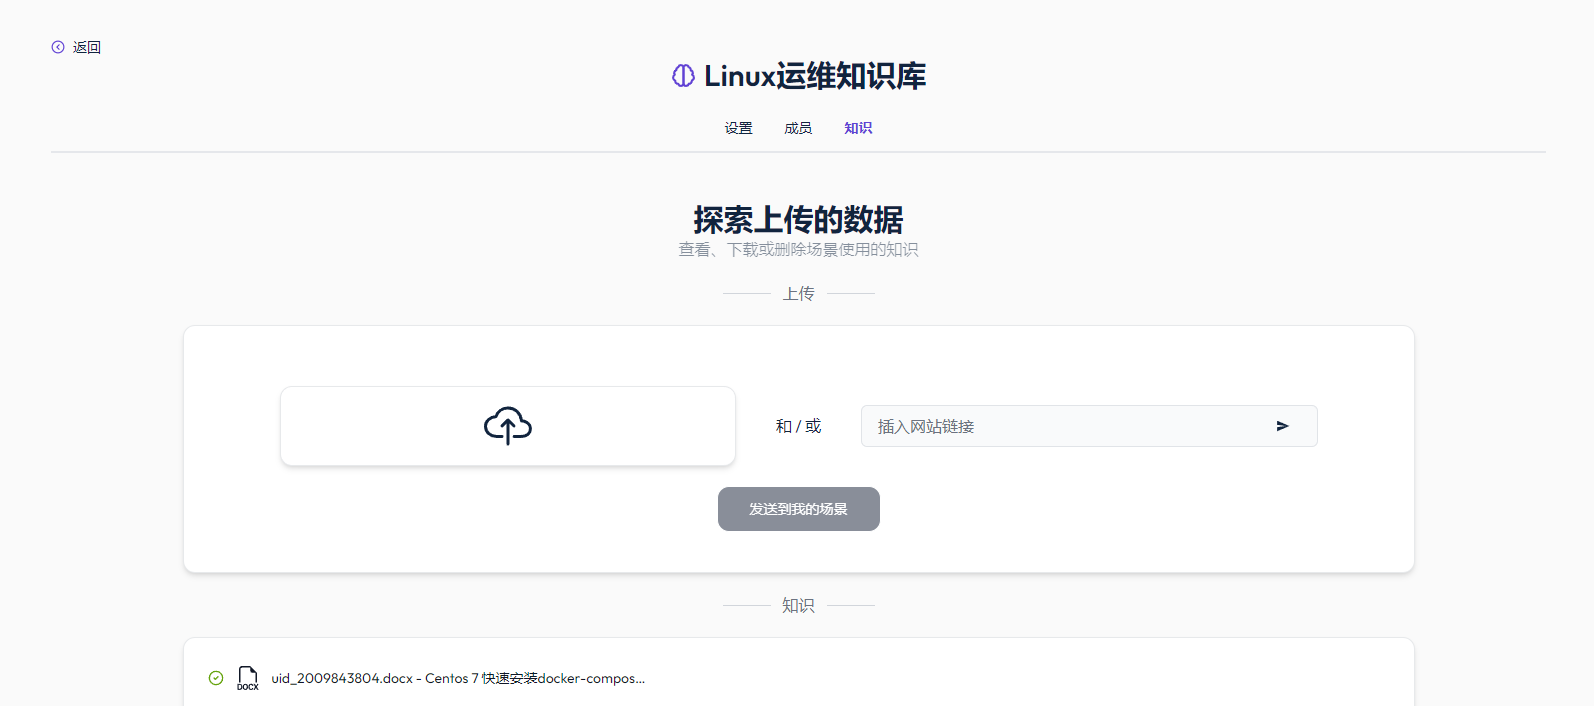 返回
Linux运维知识库
设置 成员 知识
探索上传的数据
查看、下载或删除场景使用的知识
上传
和 / 或 插入网站链接
发送到我的场景
知识
DOCX uid_2009843804.docx - Centos 7 快速安装docker-compos...